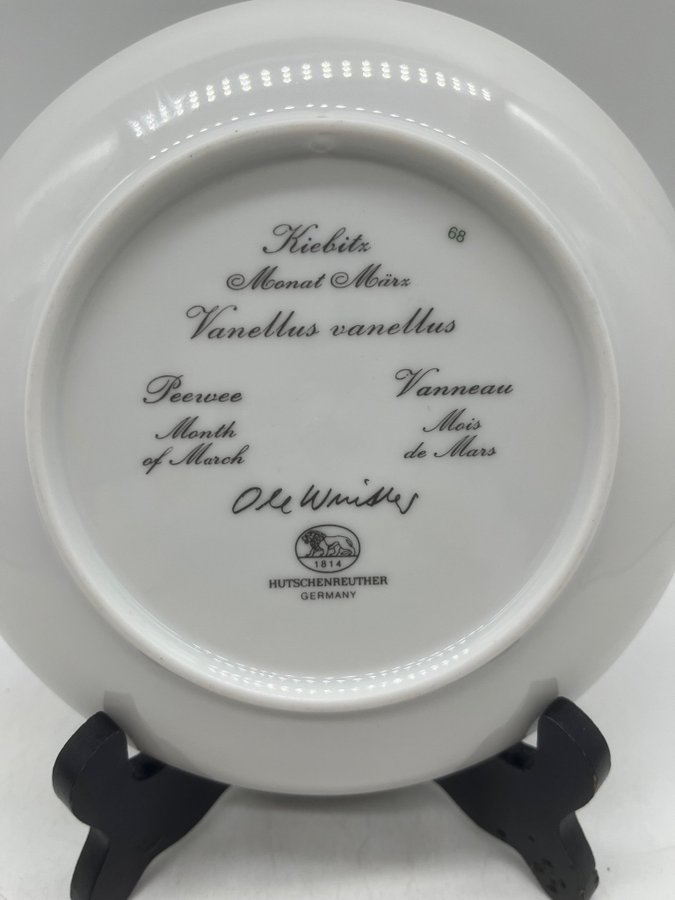 Kiebitz
68
Monat März
Vanellus vanellus
Peewee
Month
of March
Vanneau
Mois
de Mars
Ole Winther
1814
HUTSCHENREUTHER
GERMANY